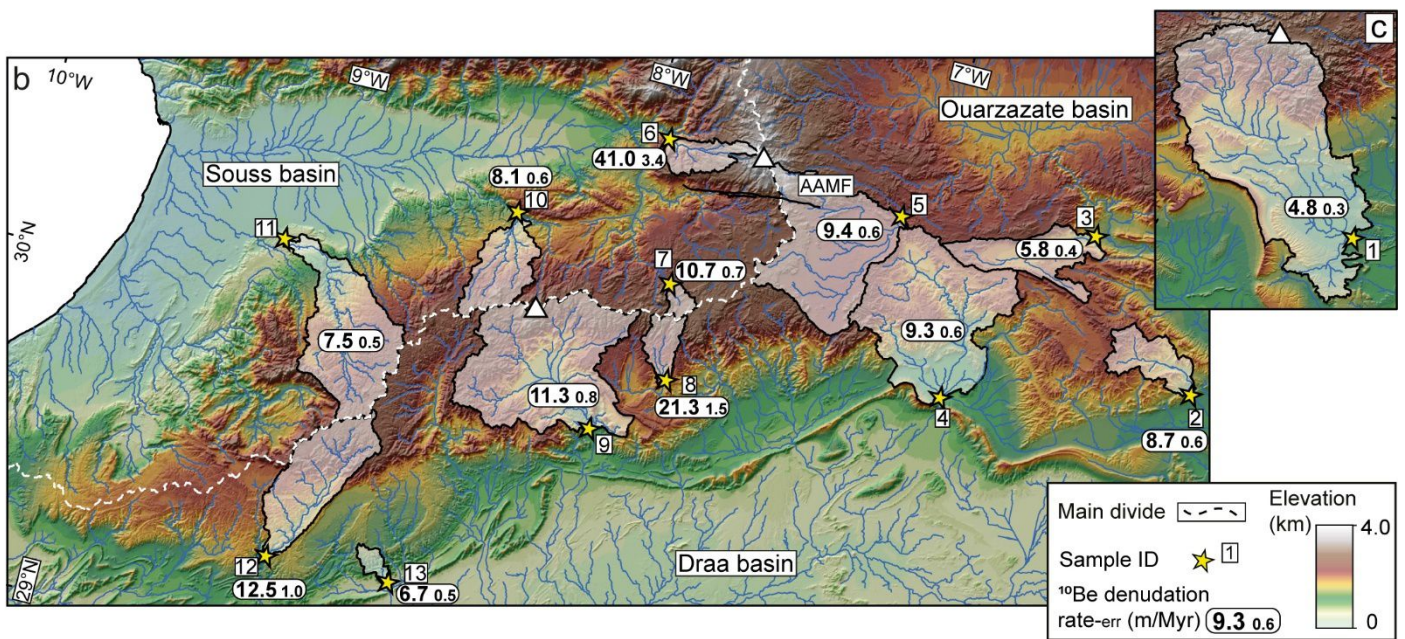 b
10°W
9°W
8°W
7°W
c
Ouarzazate basin
6
41.0 3.4
Souss basin
8.1 0.6
10
AAMF
5
3
4.8 0.3
1
30°N
11
9.4 0.6
5.8 0.4
7
10.7 0.7
7.5 0.5
9.3 0.6
11.3 0.8
8
21.3 1.5
9
4
2
8.7 0.6
12
12.5 1.0
13
6.7 0.5
Draa basin
29°N
Main divide
Elevation
(km)
4.0
0
Sample ID 1
¹⁰Be denudation
rate-err (m/Myr) 9.3 0.6